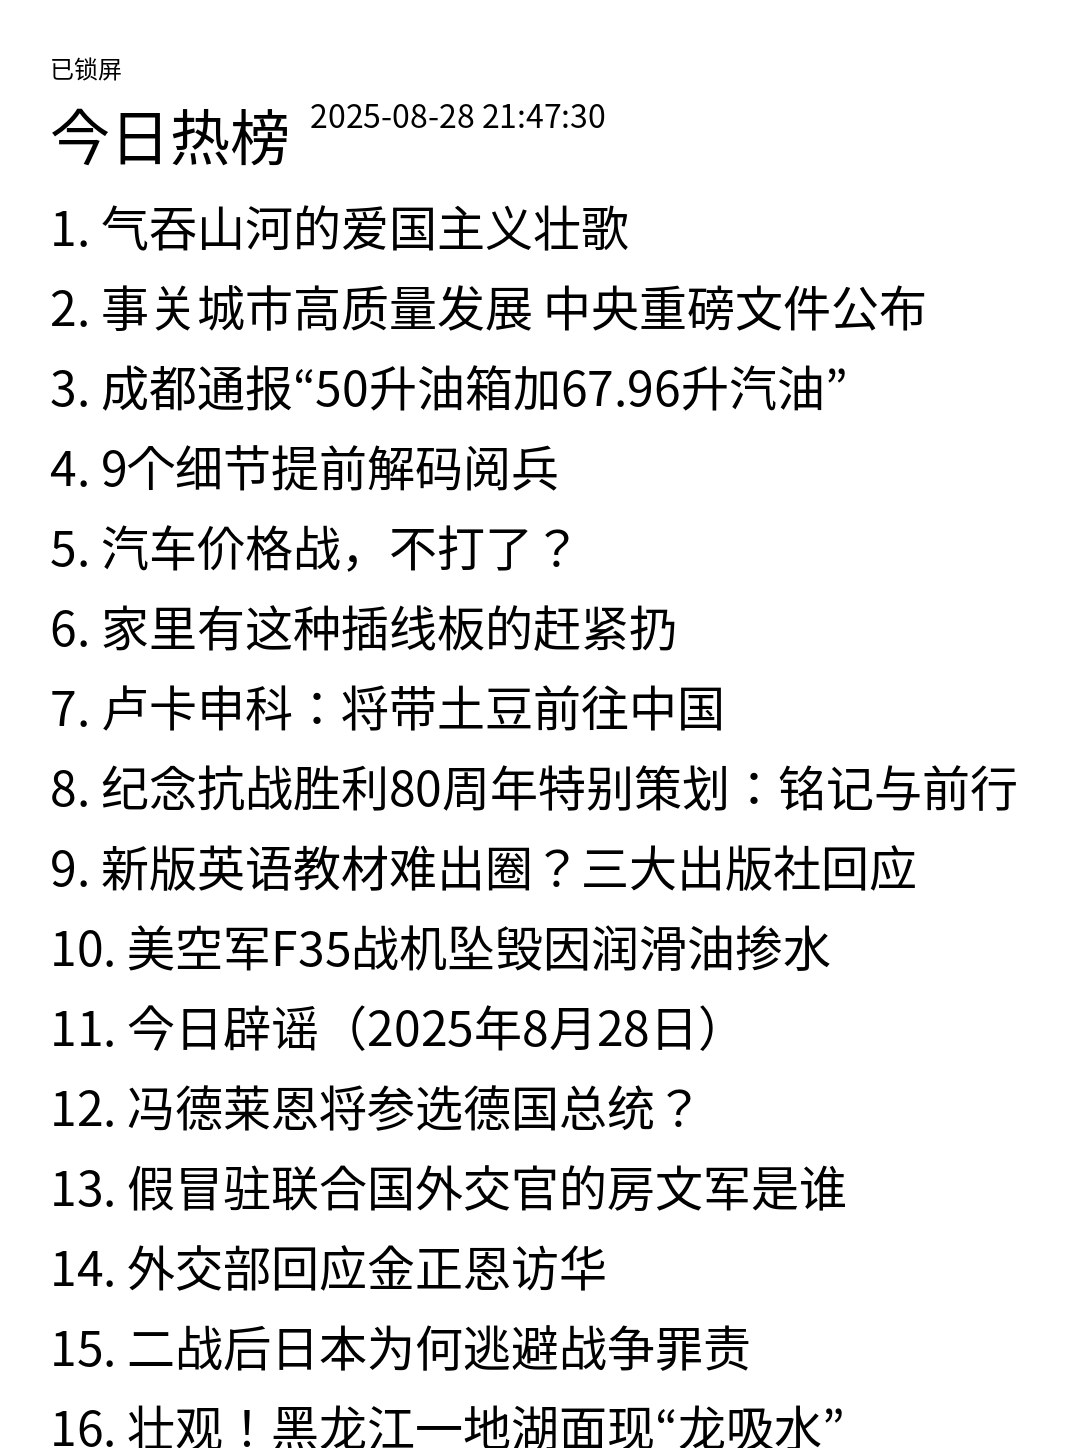 已锁屏
今日热榜 2025-08-28 21:47:30
1. 气吞山河的爱国主义壮歌
2. 事关城市高质量发展 中央重磅文件公布
3. 成都通报“50升油箱加67.96升汽油”
4. 9个细节提前解码阅兵
5. 汽车价格战，不打了？
6. 家里有这种插线板的赶紧扔
7. 卢卡申科：将带土豆前往中国
8. 纪念抗战胜利80周年特别策划：铭记与前行
9. 新版英语教材难出圈？三大出版社回应
10. 美空军F35战机坠毁因润滑油掺水
11. 今日辟谣（2025年8月28日）
12. 冯德莱恩将参选德国总统？
13. 假冒驻联合国外交官的房文军是谁
14. 外交部回应金正恩访华
15. 二战后日本为何逃避战争罪责
16. 壮观！黑龙江一地湖面现“龙吸水”